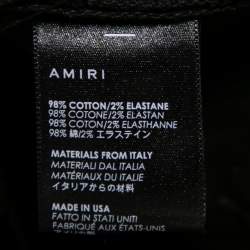 AMIRI
98% COTTON/2% ELASTANE
98% COTONE/2% ELASTAN
98% COTON/2% ELASTHANNE
98% 綿/2% エラステイン
MATERIALS FROM ITALY
MATERIALI DAL ITALIA
MATÉRIAUX DU ITALIE
イタリアからの材料
MADE IN USA
FATTO IN STATI UNITI
FABRIQUÉ AUX ÉTATS-UNIS